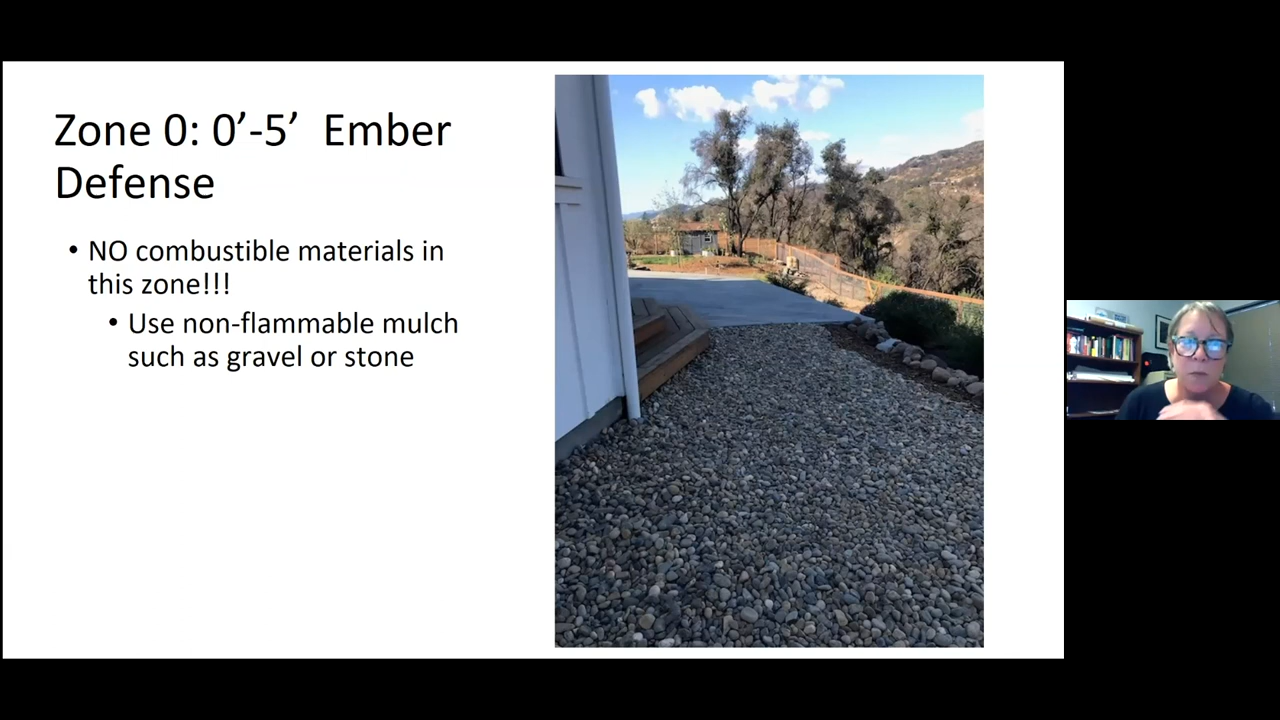 Zone 0: 0’-5’  Ember
Defense
• NO combustible materials in
this zone!!!
• Use non-flammable mulch
such as gravel or stone